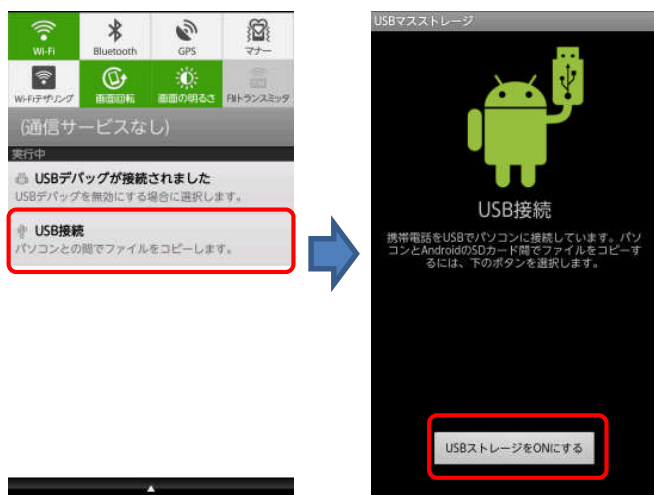 Wi-Fi
Bluetooth
GPS
マナー
Wi-Fiテザリング
画面回転
画面の明るさ
FMトランスミッタ
(通信サービスなし)
実行中
USBデバッグが接続されました
USBデバッグを無効にする場合に選択します。
USB接続
パソコンとの間でファイルをコピーします。
USBマスストレージ
USB接続
携帯電話をUSBでパソコンに接続しています。パソ
コンとAndroidのSDカード間でファイルをコピーす
るには、下のボタンを選択します。
USBストレージをONにする